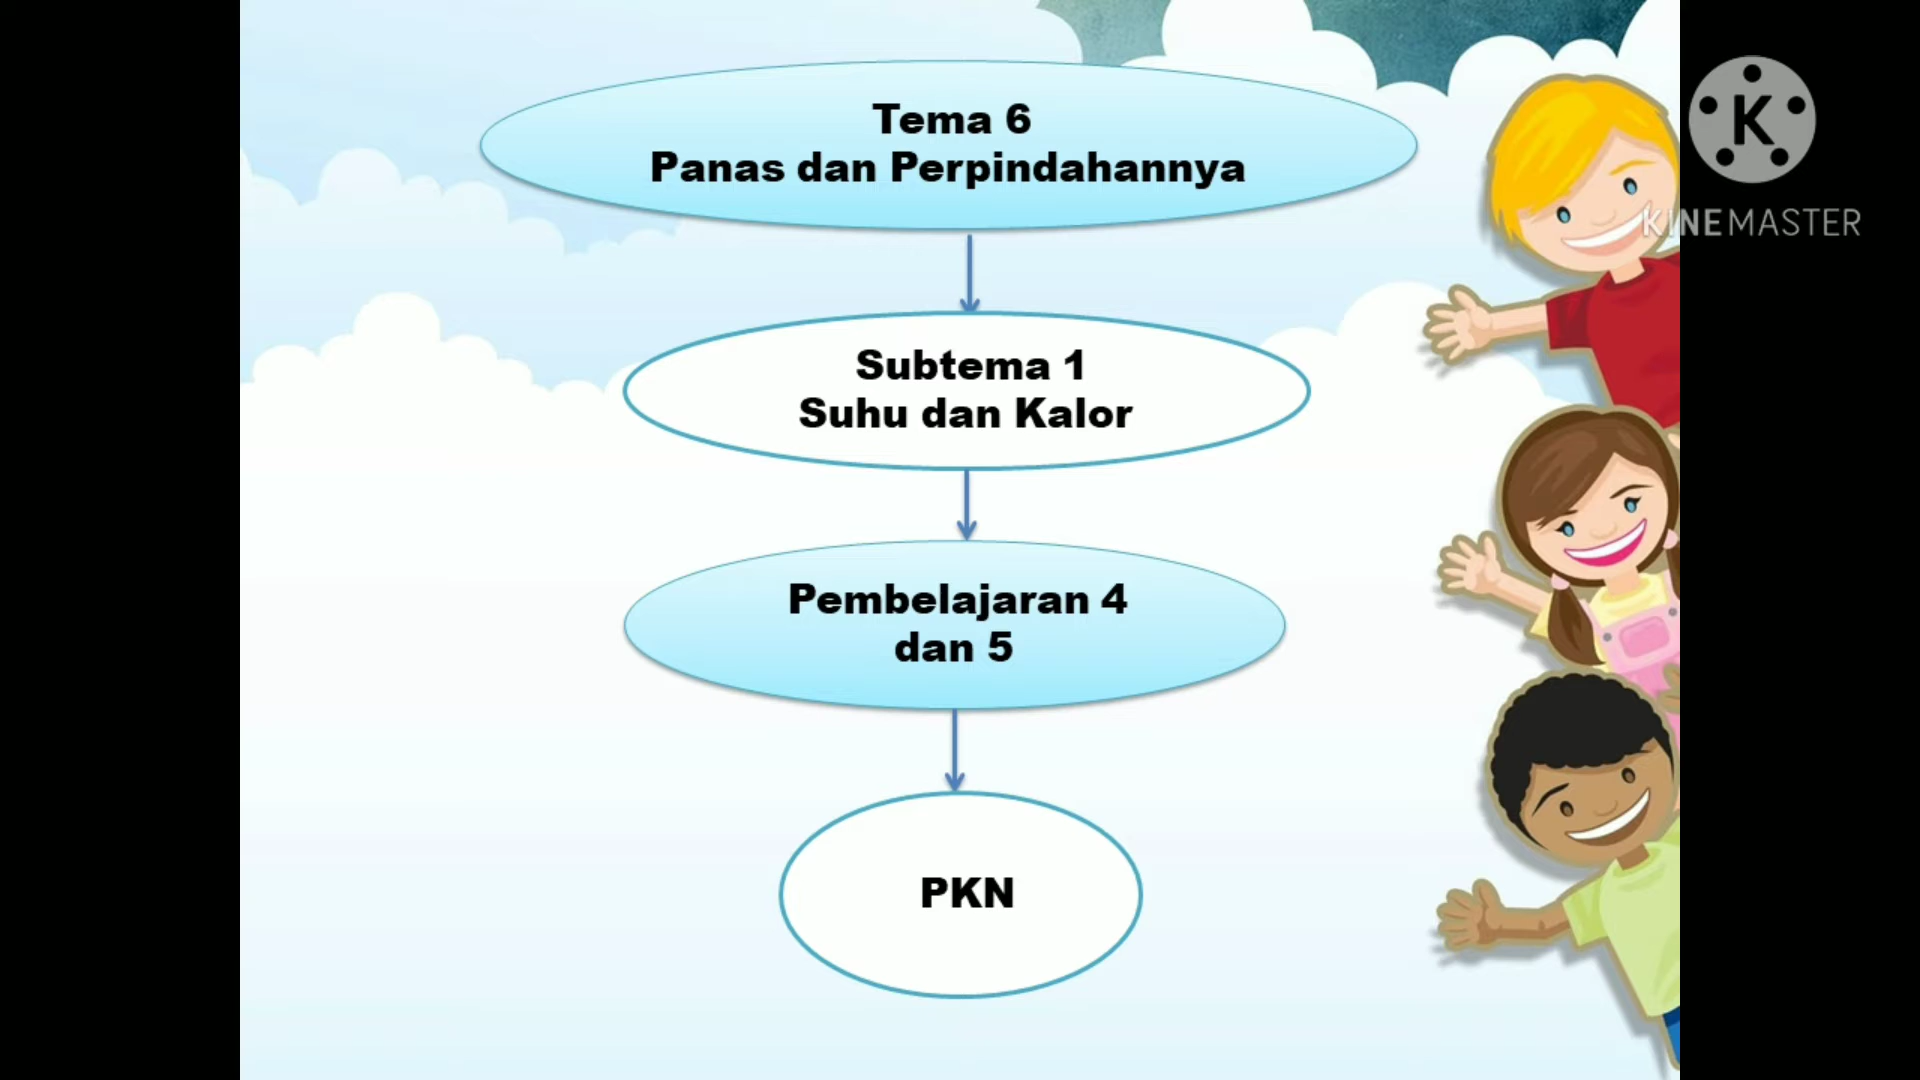 Tema 6
Panas dan Perpindahannya
Subtema 1
Suhu dan Kalor
Pembelajaran 4
dan 5
PKN
K
KINEMASTER